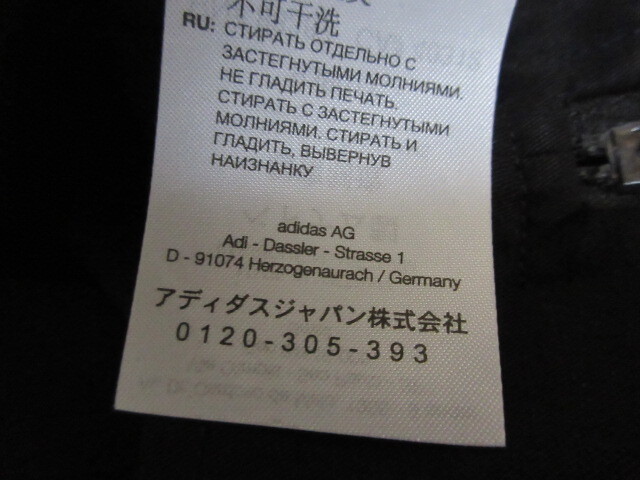 不可干洗
RU: СТИРАТЬ ОТДЕЛЬНО С
ЗАСТЕГНУТЫМИ МОЛНИЯМИ.
НЕ ГЛАДИТЬ ПЕЧАТЬ.
СТИРАТЬ С ЗАСТЕГНУТЫМИ
МОЛНИЯМИ. СТИРАТЬ И
ГЛАДИТЬ, ВЫВЕРНУВ
НАИЗНАНКУ
adidas AG
Adi - Dassler - Strasse 1
D - 91074 Herzogenaurach / Germany
アディダスジャパン株式会社
0120-305-393